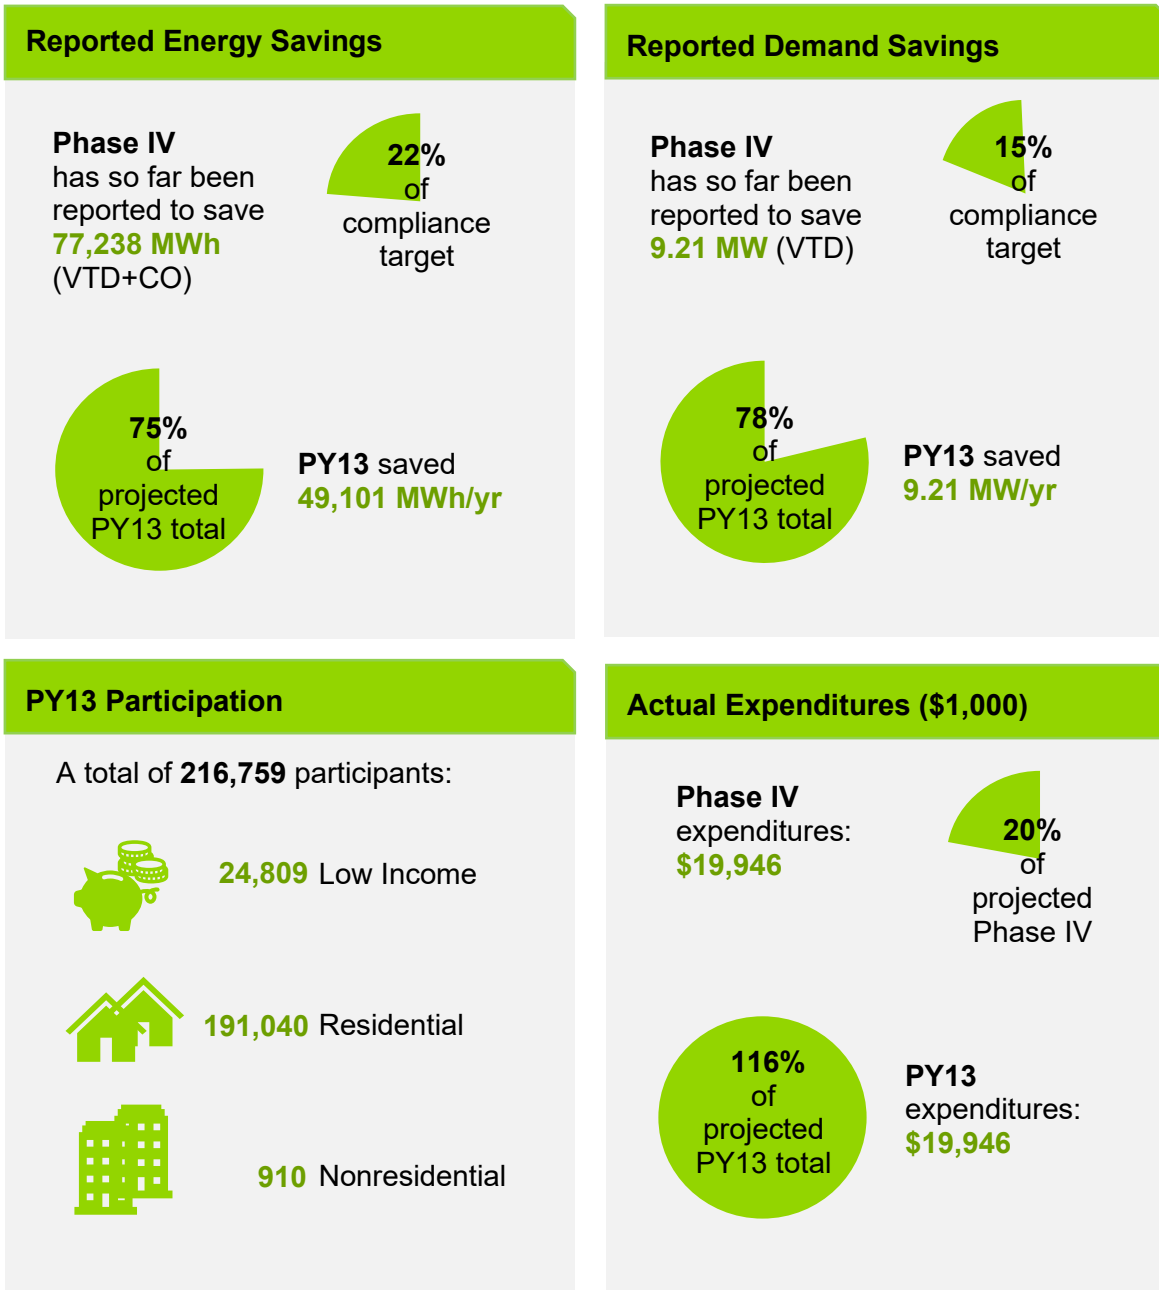 Reported Energy Savings
Phase IV
has so far been
reported to save
77,238 MWh
(VTD+CO)
22%
of
compliance
target
75%
of
projected
PY13 total
PY13 saved
49,101 MWh/yr
Reported Demand Savings
Phase IV
has so far been
reported to save
9.21 MW (VTD)
15%
of
compliance
target
78%
of
projected
PY13 total
PY13 saved
9.21 MW/yr
PY13 Participation
A total of 216,759 participants:
24,809 Low Income
191,040 Residential
910 Nonresidential
Actual Expenditures ($1,000)
Phase IV
expenditures:
$19,946
20%
of
projected
Phase IV
116%
of
projected
PY13 total
PY13
expenditures:
$19,946